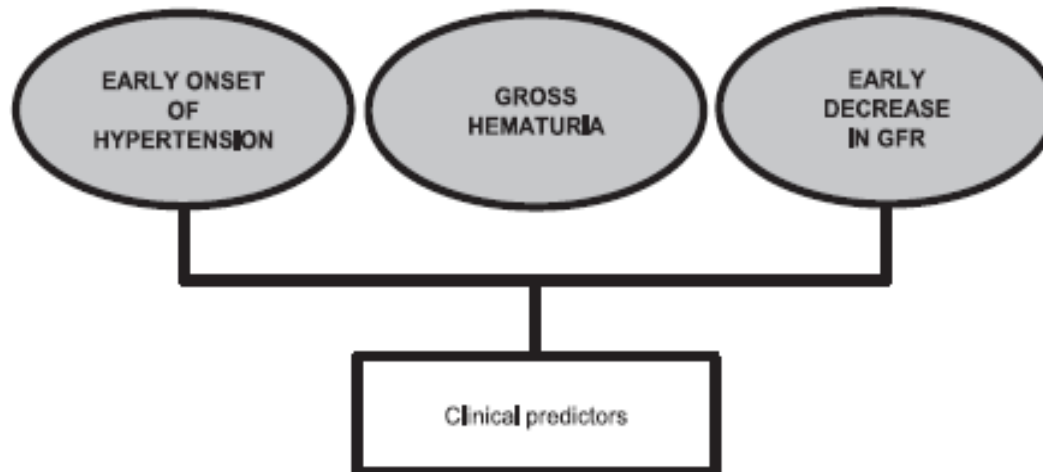 EARLY ONSET
OF
HYPERTENSION
GROSS
HEMATURIA
EARLY
DECREASE
IN GFR
Clinical predictors